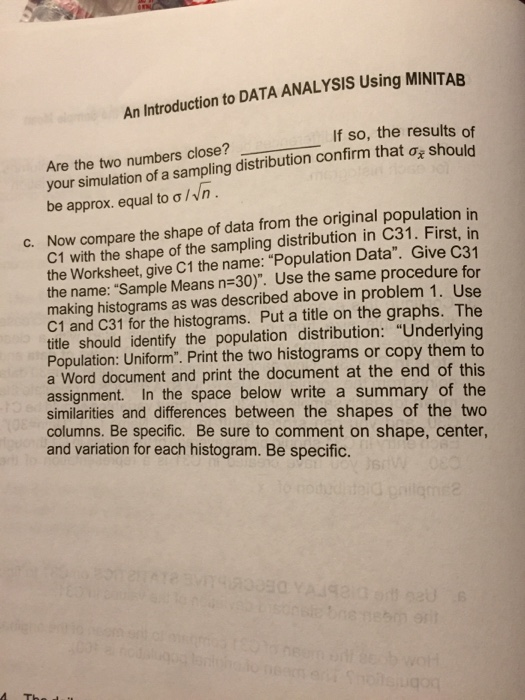 An Introduction to DATA ANALYSIS Using MINITAB
Are the two numbers close? ________ If so, the results of
your simulation of a sampling distribution confirm that σx̄ should
be approx. equal to σ/√n.
c. Now compare the shape of data from the original population in
C1 with the shape of the sampling distribution in C31. First, in
the Worksheet, give C1 the name: "Population Data". Give C31
the name: "Sample Means n=30)". Use the same procedure for
making histograms as was described above in problem 1. Use
C1 and C31 for the histograms. Put a title on the graphs. The
title should identify the population distribution: "Underlying
Population: Uniform". Print the two histograms or copy them to
a Word document and print the document at the end of this
assignment. In the space below write a summary of the
similarities and differences between the shapes of the two
columns. Be specific. Be sure to comment on shape, center,
and variation for each histogram. Be specific.